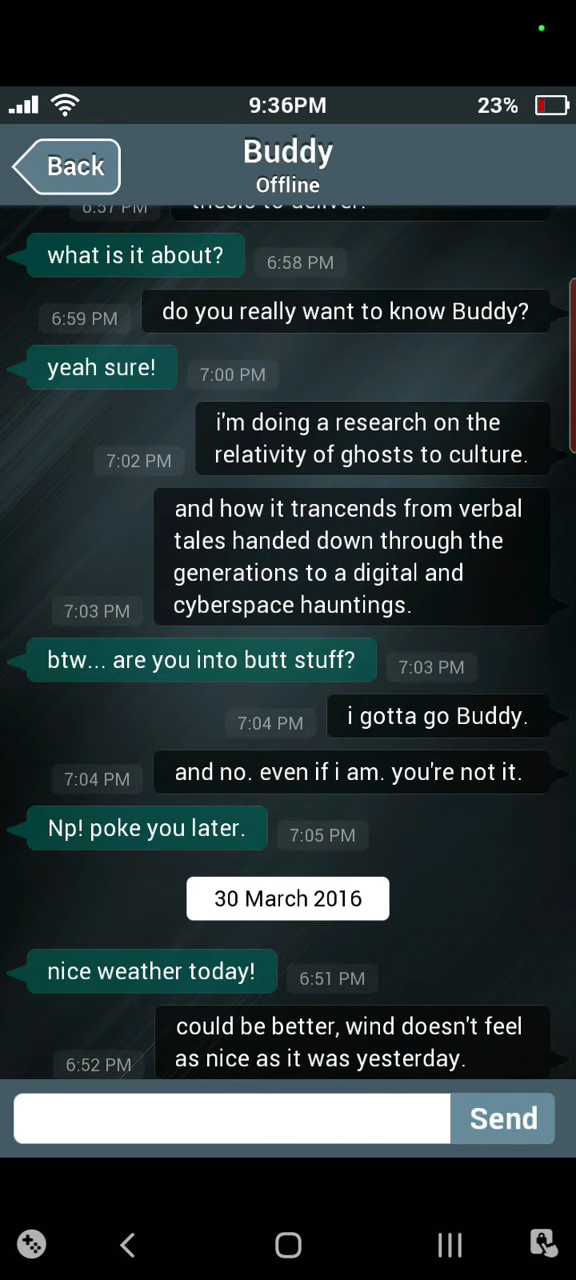 9:36PM
23%
Back
Buddy
Offline
6:57 PM
thesis to deliver.
what is it about?
6:58 PM
do you really want to know Buddy?
6:59 PM
yeah sure!
7:00 PM
i'm doing a research on the
relativity of ghosts to culture.
7:02 PM
and how it trancends from verbal
tales handed down through the
generations to a digital and
cyberspace hauntings.
7:03 PM
btw... are you into butt stuff?
7:03 PM
i gotta go Buddy.
7:04 PM
and no. even if i am. you're not it.
7:04 PM
Np! poke you later.
7:05 PM
30 March 2016
nice weather today!
6:51 PM
could be better, wind doesn't feel
as nice as it was yesterday.
6:52 PM
Send